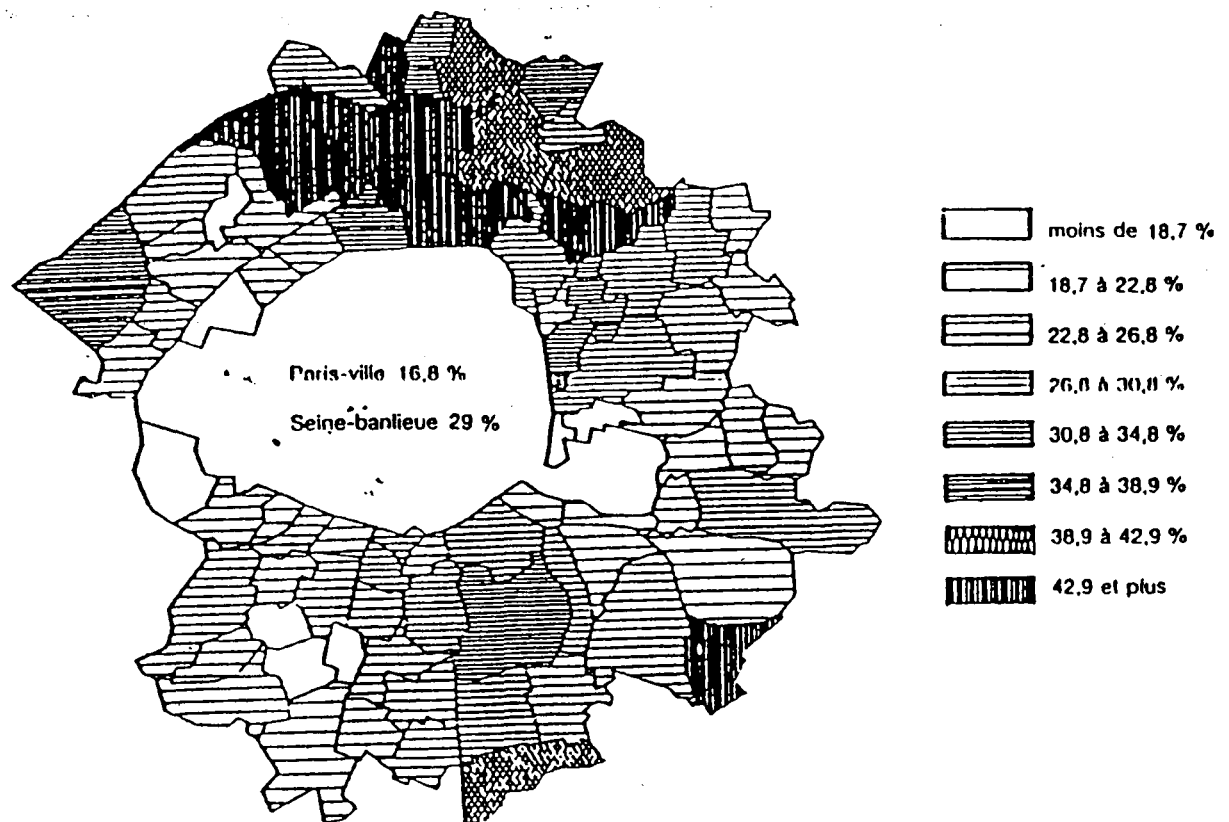 Paris-ville 16,8 %
Seine-banlieue 29 %
moins de 18,7 %
18,7 à 22,8 %
22,8 à 26,8 %
26,8 à 30,8 %
30,8 à 34,8 %
34,8 à 38,9 %
38,9 à 42,9 %
42,9 et plus